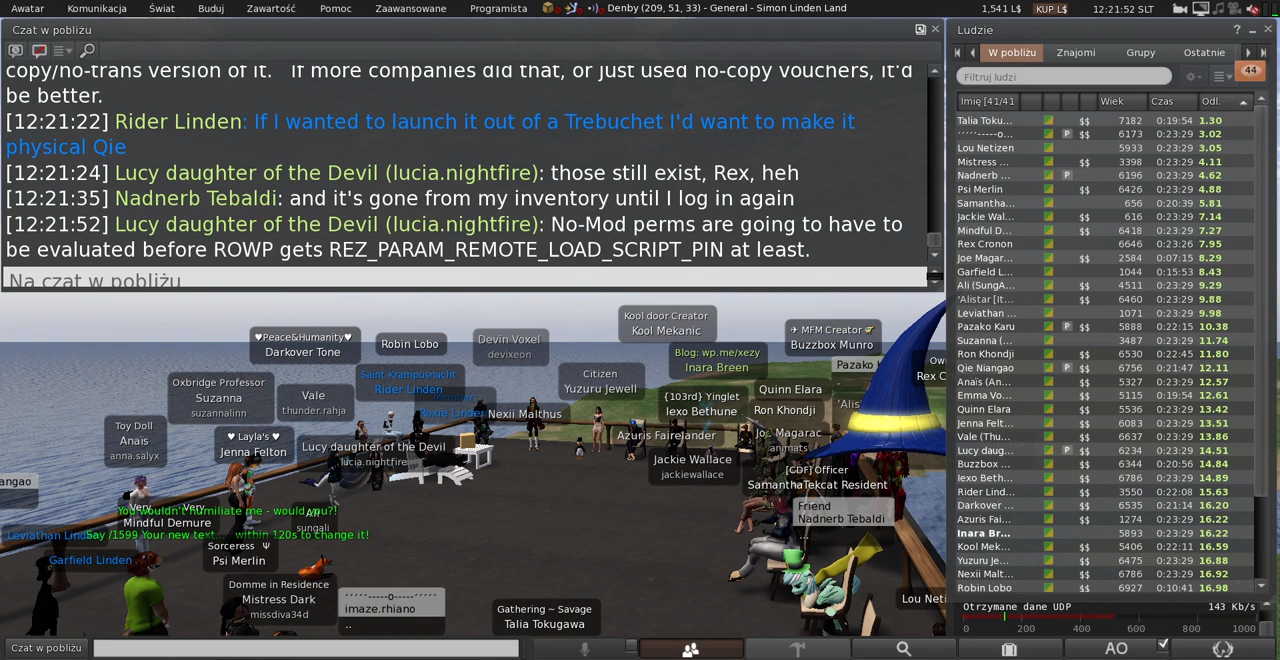 Awatar Komunikacja Świat Buduj Zawartość Pomoc Zaawansowane Programista Denby (209, 51, 33) - General - Simon Linden Land 1,541 L$ KUP L$ 12:21:52 SLT
Czat w pobliżu
copy/no-trans version of it. If more companies did that, or just used no-copy vouchers, it'd
be better.
[12:21:22] Rider Linden: If I wanted to launch it out of a Trebuchet I'd want to make it
physical Qie
[12:21:24] Lucy daughter of the Devil (lucia.nightfire): those still exist, Rex, heh
[12:21:35] Nadnerb Tebaldi: and it's gone from my inventory until I log in again
[12:21:52] Lucy daughter of the Devil (lucia.nightfire): No-Mod perms are going to have to
be evaluated before ROWP gets REZ_PARAM_REMOTE_LOAD_SCRIPT_PIN at least.
Na czat w pobliżu
Kool door Creator
Kool Mekanic
♥Peace&Humanity♥
Darkover Tone
Robin Lobo
Devin Voxel
devixeon
✈ MFM Creator
Buzzbox Munro
Blog: wp.me/xezy
Inara Breen
Pazako
Rex C
Saint Krampusnacht
Rider Linden
Citizen
Yuzuru Jewell
Oxbridge Professor
Suzanna
suzannalinn
Vale
thunder.rahja
Roxie Linden
Nexii Malthus
{103rd} Yinglet
Iexo Bethune
Quinn Elara
Ron Khondji
'Alis
Toy Doll
Anais
anna.salyx
♥ Layla's ♥
Jenna Felton
Lucy daughter of the Devil
lucia.nightfire
Azuris Fairelander
Joe Magarac
animats
Jackie Wallace
jackiewallace
[CDF] Officer
SamanthaTekcat Resident
angao
Very
Very
Mindful Demure
You wouldn't humiliate me - would you?!
Ali
sungali
Friend
Nadnerb Tebaldi
...
Say /1599 Your new text... within 120s to change it!
Garfield Linden
Sorceress Ψ
Psi Merlin
Domme in Residence
Mistress Dark
missdiva34d
´´´´´-----o-----´´´´´
imaze.rhiano
..
Gathering ~ Savage
Talia Tokugawa
Lou Neti
Ludzie
W pobliżu Znajomi Grupy Ostatnie
Filtruj ludzi
44
Imię [41/41 Wiek Czas Odl.
Talia Toku... $$ 7182 0:19:54 1.30
´´´´´-----o... P $$ 6173 0:23:29 3.02
Lou Netizen 5933 0:23:29 3.05
Mistress ... $$ 3398 0:23:29 4.11
Nadnerb ... P 6196 0:23:29 4.62
Psi Merlin $$ 6426 0:23:29 4.88
Samantha... 656 0:20:39 5.81
Jackie Wal... $$ 616 0:23:29 7.14
Mindful D... $$ 6418 0:23:29 7.27
Rex Cronon 6646 0:23:26 7.95
Joe Magar... $$ 2584 0:07:15 8.29
Garfield L... 1044 0:15:53 8.43
Ali (SungA... $$ 4511 0:23:29 9.29
'Alistar [It... $$ 6460 0:23:29 9.88
Leviathan ... 1071 0:23:29 9.98
Pazako Karu P $$ 5888 0:22:15 10.38
Suzanna (... 3487 0:23:29 11.74
Ron Khondji $$ 6530 0:22:45 11.80
Qie Niangao P $$ 6756 0:21:47 12.11
Anaïs (An... $$ 5327 0:23:29 12.57
Emma Vo... $$ 5115 0:19:54 12.61
Quinn Elara $$ 5536 0:23:29 13.42
Jenna Felt... $$ 6083 0:23:29 13.51
Vale (Thu... $$ 6637 0:23:29 13.86
Lucy daug... P $$ 6234 0:23:29 14.51
Buzzbox ... $$ 6344 0:20:56 14.84
Iexo Beth... $$ 6786 0:23:29 14.89
Rider Lind... $$ 3550 0:22:08 15.63
Darkover ... $$ 6535 0:21:14 16.20
Azuris Fai... $$ 1274 0:23:29 16.22
Inara Br... 5893 0:23:29 16.22
Kool Mek... $$ 5406 0:22:11 16.59
Yuzuru Je... $$ 6475 0:23:29 16.88
Nexii Malt... $$ 6786 0:23:29 16.92
Robin Lobo $$ 6927 0:10:41 16.98
Otrzymane dane UDP 143 Kb/s
0 200 400 600 800 1000
Czat w pobliżu AO